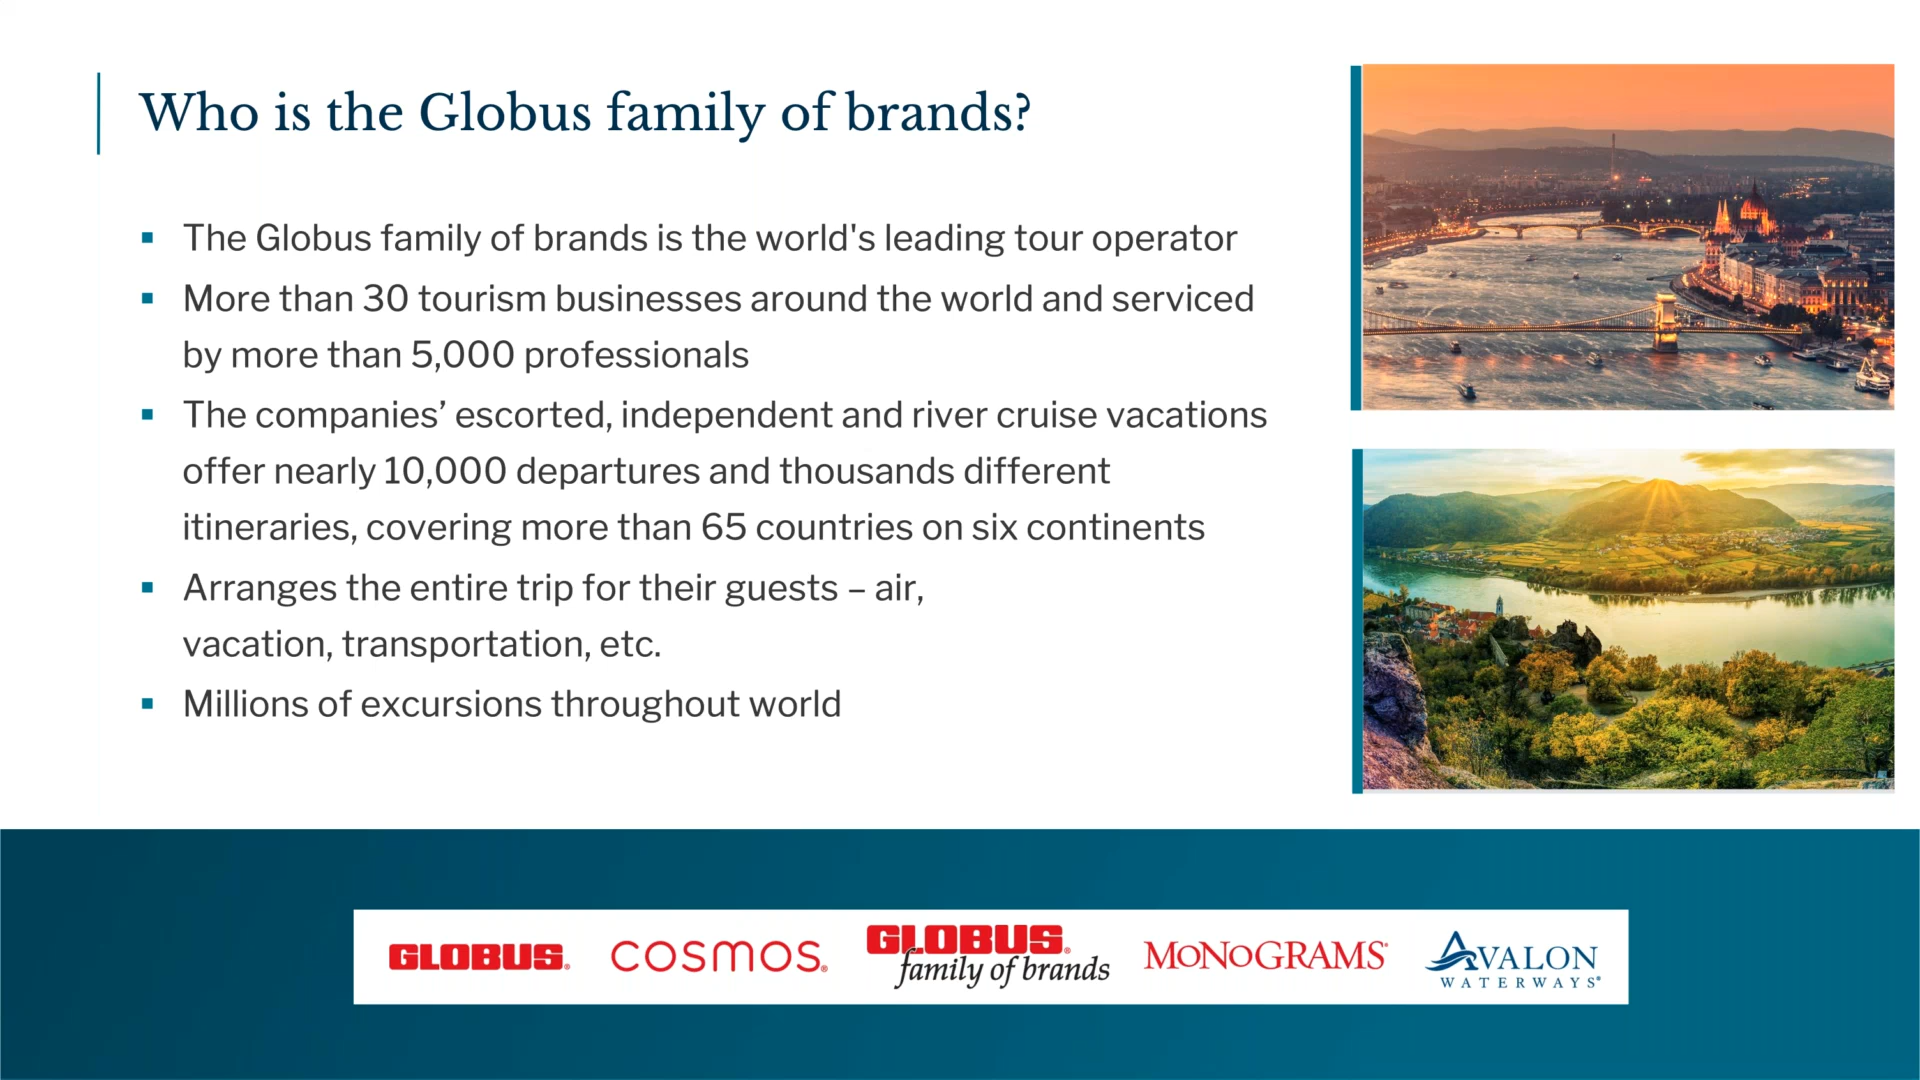 Who is the Globus family of brands?
The Globus family of brands is the world's leading tour operator
More than 30 tourism businesses around the world and serviced
by more than 5,000 professionals
The companies’ escorted, independent and river cruise vacations
offer nearly 10,000 departures and thousands different
itineraries, covering more than 65 countries on six continents
Arranges the entire trip for their guests – air,
vacation, transportation, etc.
Millions of excursions throughout world
GLOBUS®
COSMOS®
GLOBUS®
family of brands
MONOGRAMS®
AVALON
WATERWAYS®